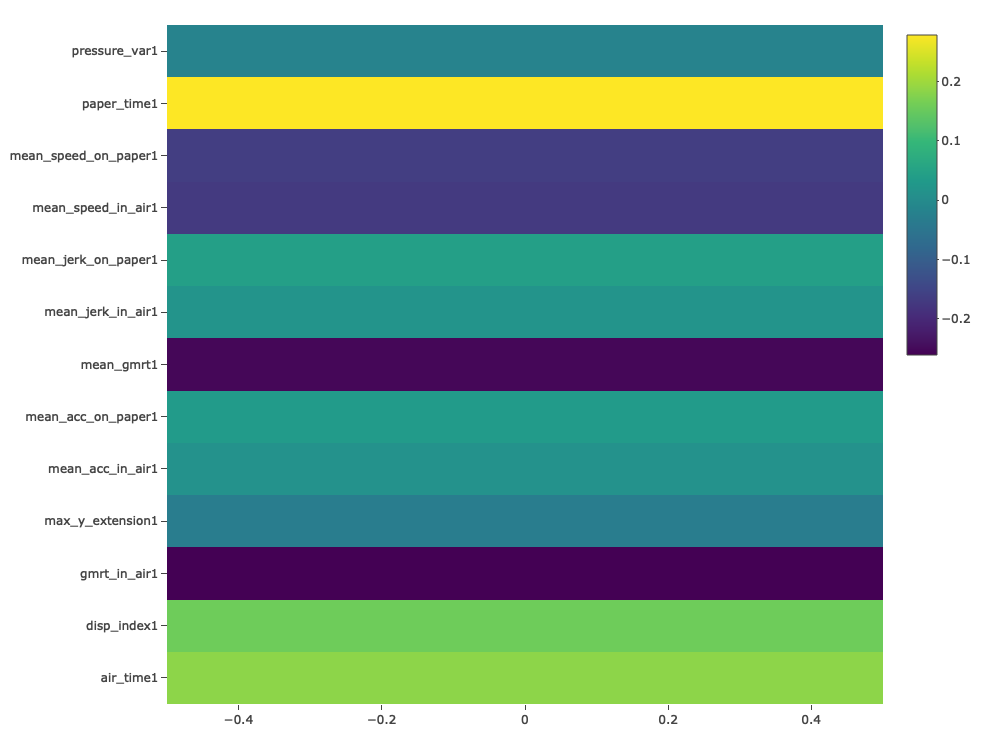 pressure_var1
paper_time1
mean_speed_on_paper1
mean_speed_in_air1
mean_jerk_on_paper1
mean_jerk_in_air1
mean_gmrt1
mean_acc_on_paper1
mean_acc_in_air1
max_y_extension1
gmrt_in_air1
disp_index1
air_time1
−0.4 −0.2 0 0.2 0.4
0.2
0.1
0
−0.1
−0.2